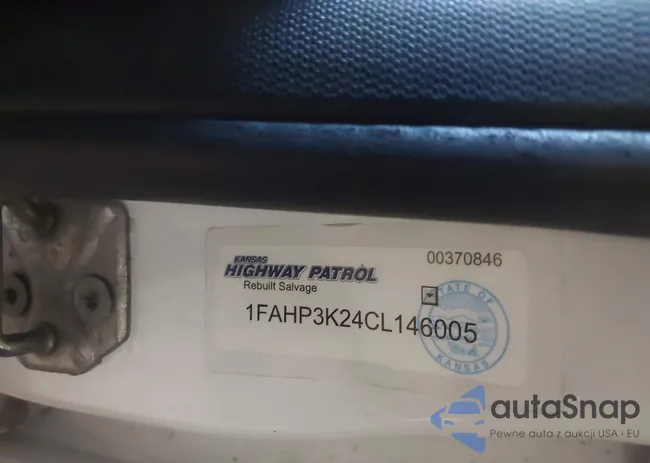 KANSAS
HIGHWAY PATROL
00370846
Rebuilt Salvage
1FAHP3K24CL146005
STATE OF
KANSAS
autaSnap
Pewne auta z aukcji USA i EU